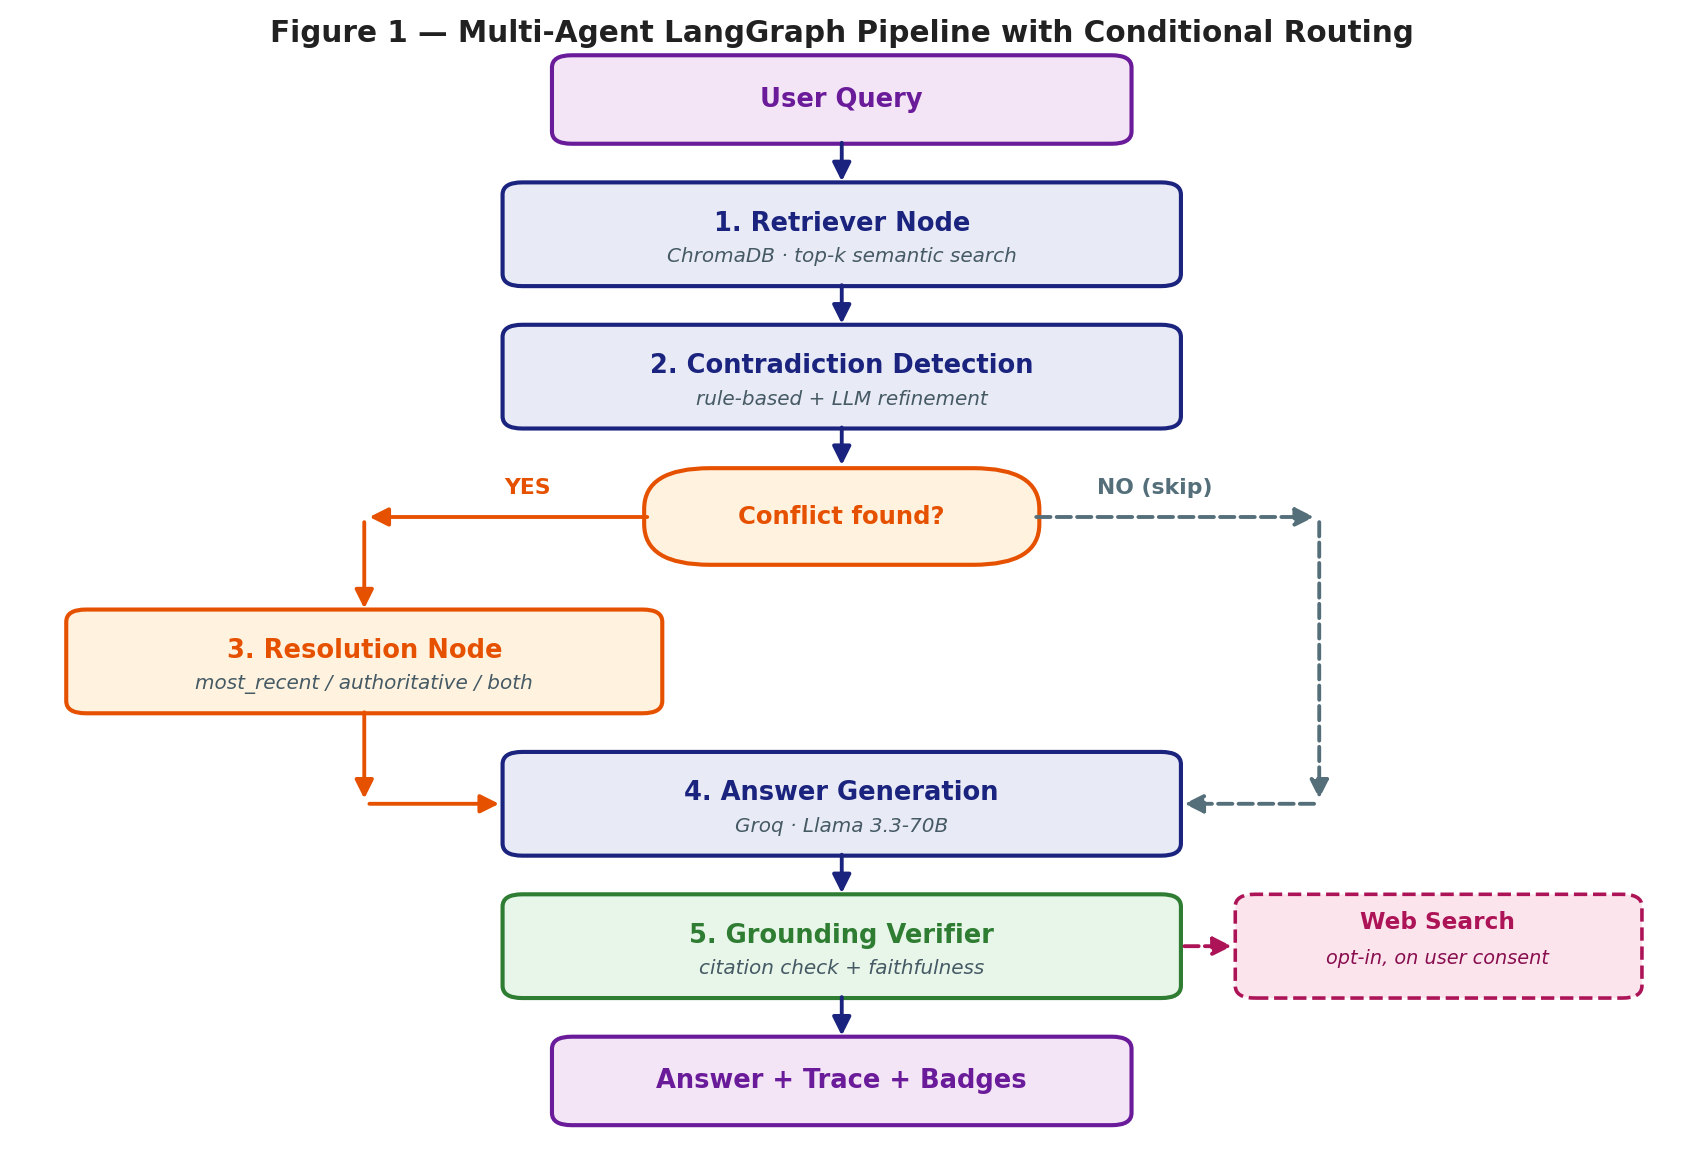 Figure 1 — Multi-Agent LangGraph Pipeline with Conditional Routing
User Query
1. Retriever Node
ChromaDB · top-k semantic search
2. Contradiction Detection
rule-based + LLM refinement
YES
NO (skip)
Conflict found?
3. Resolution Node
most_recent / authoritative / both
4. Answer Generation
Groq · Llama 3.3-70B
5. Grounding Verifier
citation check + faithfulness
Web Search
opt-in, on user consent
Answer + Trace + Badges